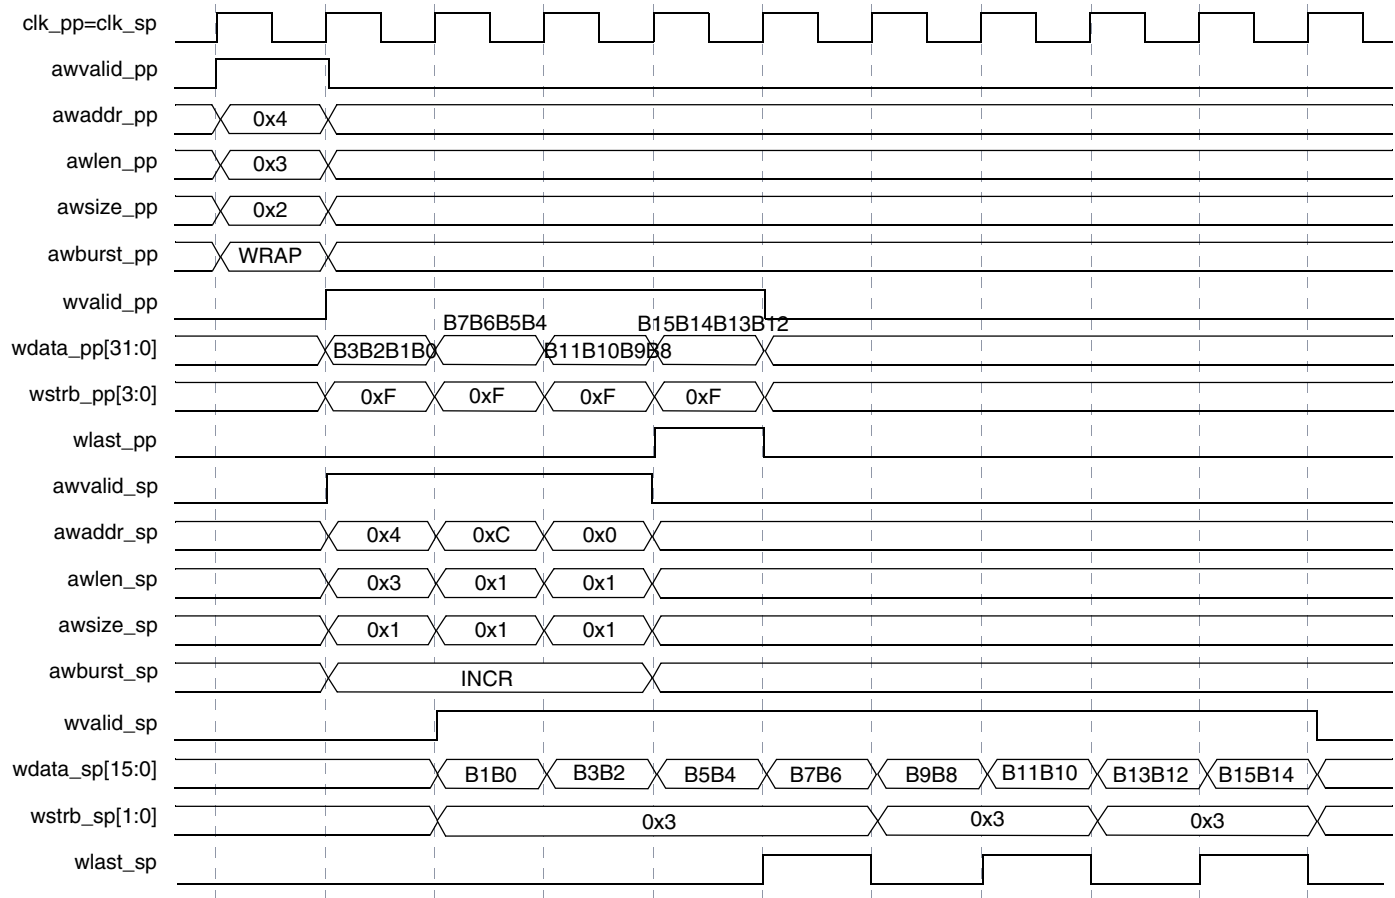 clk_pp=clk_sp
awvalid_pp
awaddr_pp 0x4
awlen_pp 0x3
awsize_pp 0x2
awburst_pp WRAP
wvalid_pp
B7B6B5B4 B15B14B13B12
wdata_pp[31:0] B3B2B1B0 B11B10B9B8
wstrb_pp[3:0] 0xF 0xF 0xF 0xF
wlast_pp
awvalid_sp
awaddr_sp 0x4 0xC 0x0
awlen_sp 0x3 0x1 0x1
awsize_sp 0x1 0x1 0x1
awburst_sp INCR
wvalid_sp
wdata_sp[15:0] B1B0 B3B2 B5B4 B7B6 B9B8 B11B10 B13B12 B15B14
wstrb_sp[1:0] 0x3 0x3 0x3
wlast_sp